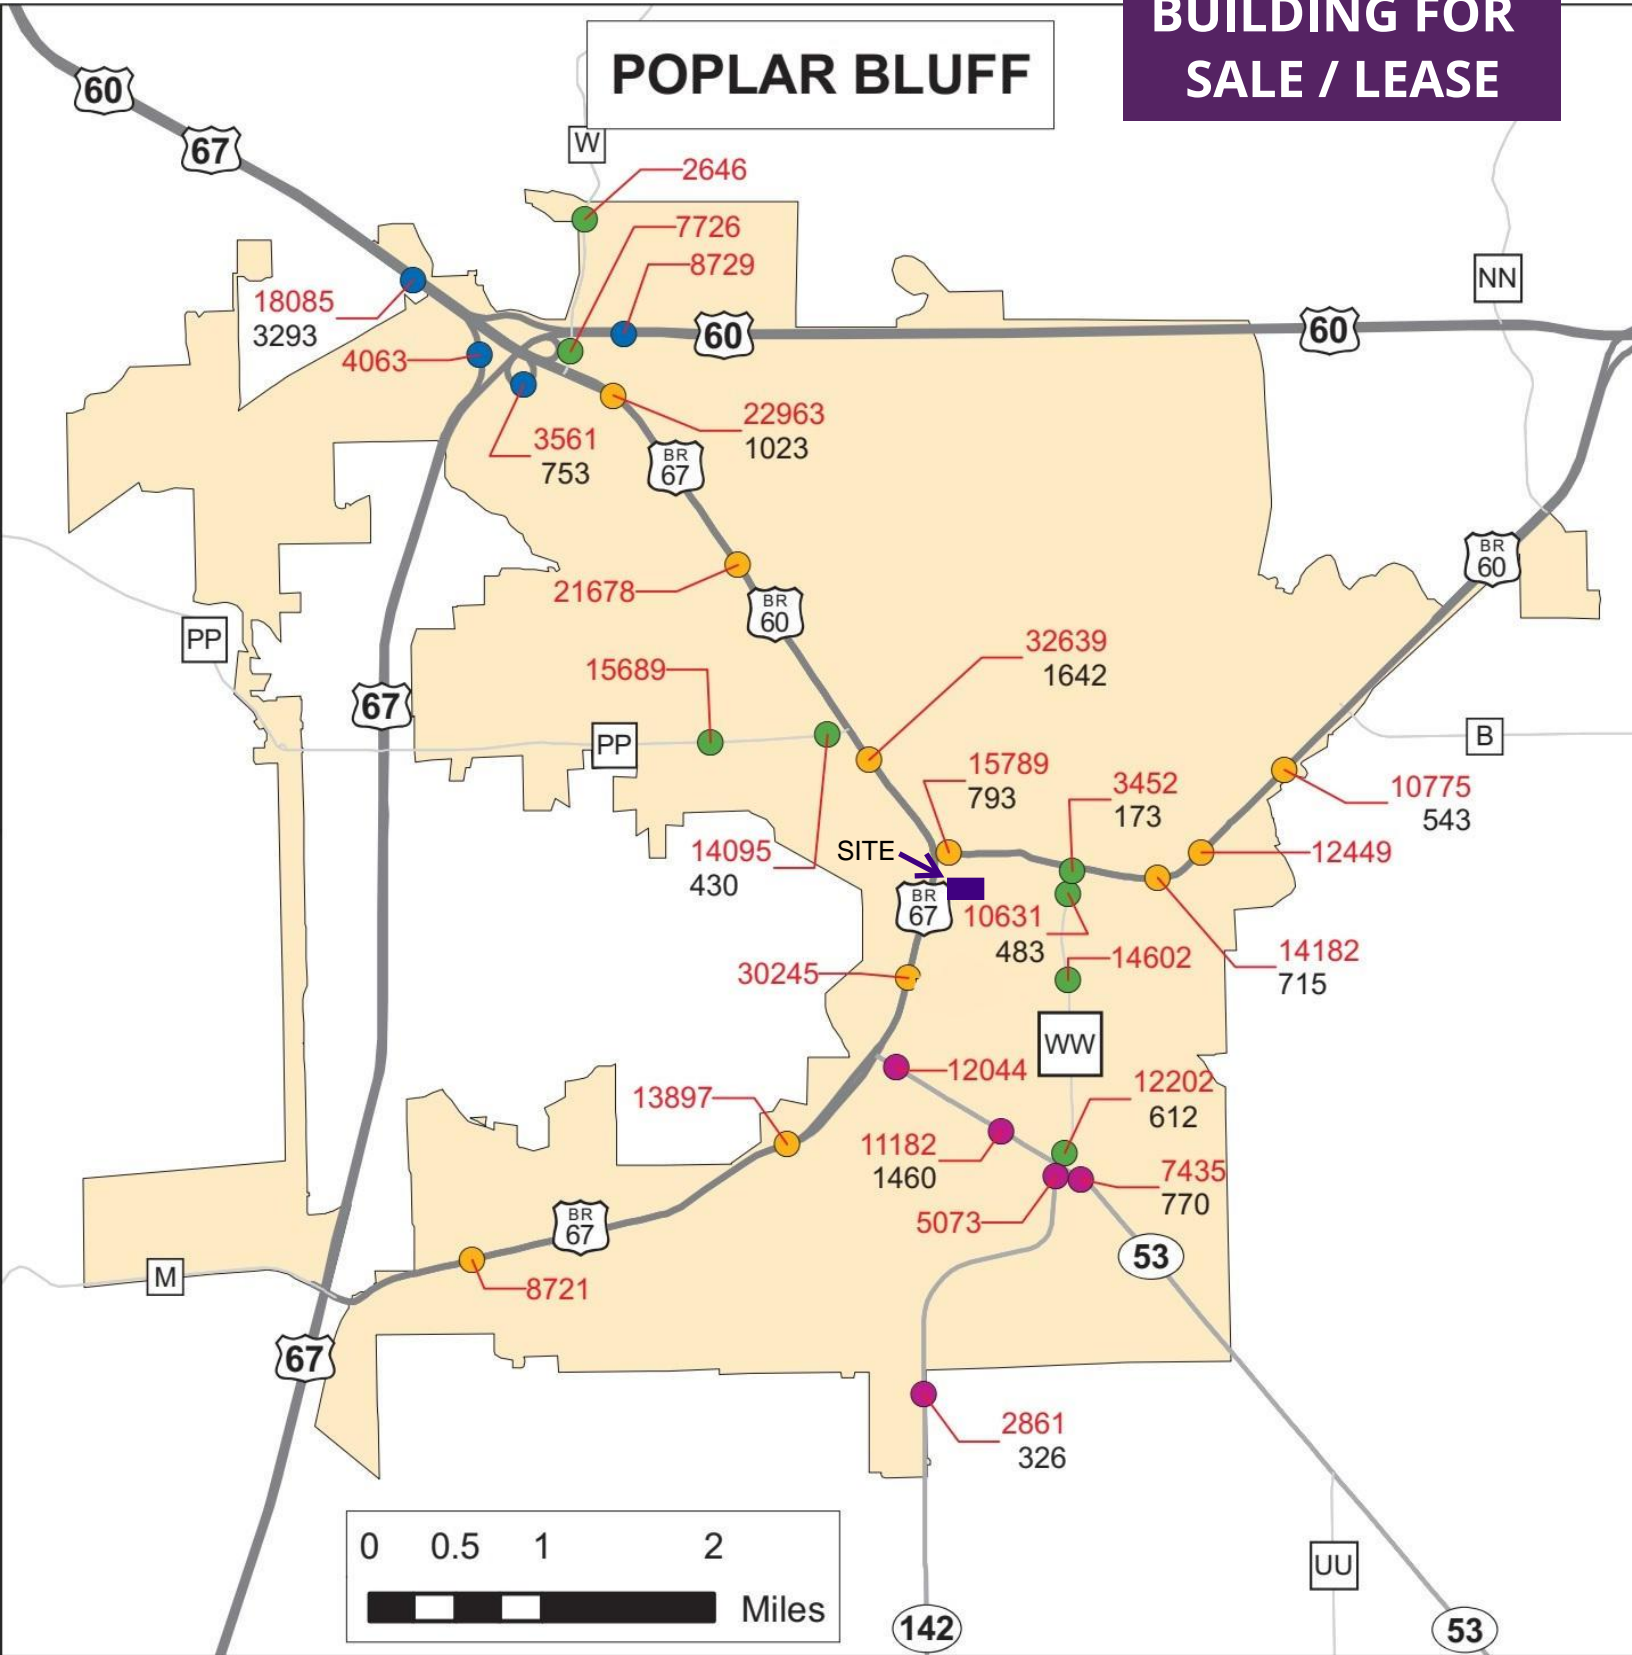 BUILDING FOR
SALE / LEASE
POPLAR BLUFF
60
67
W
2646
7726
8729
NN
18085
3293
60
60
4063
22963
1023
3561
753
BR
67
BR
60
21678
BR
60
PP
32639
1642
15689
67
PP
B
15789
793
3452
173
10775
543
14095
430
SITE
12449
BR
67
10631
483
14602
14182
715
30245
WW
12044
12202
612
13897
11182
1460
7435
770
5073
BR
67
53
M
8721
67
2861
326
0 0.5 1 2
Miles
UU
142
53